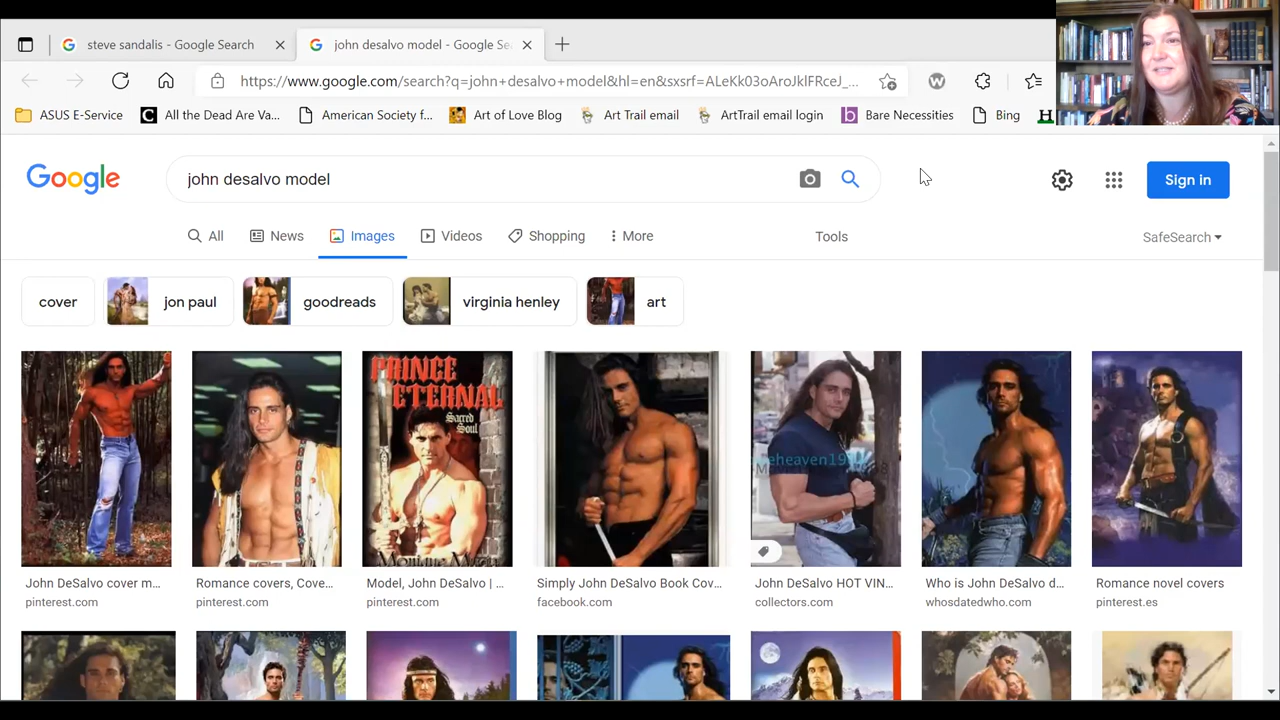 steve sandalis - Google Search
john desalvo model - Google Se
https://www.google.com/search?q=john+desalvo+model&hl=en&sxsrf=ALeKk03oAroJklFRceJ_...
ASUS E-Service
All the Dead Are Va...
American Society f...
Art of Love Blog
Art Trail email
ArtTrail email login
Bare Necessities
Bing
H
Google
john desalvo model
Sign in
All
News
Images
Videos
Shopping
More
Tools
SafeSearch
cover
jon paul
goodreads
virginia henley
art
PRINCE
ETERNAL
Sacred
Soul
John DeSalvo cover m...
Romance covers, Cove...
Model, John DeSalvo | ...
Simply John DeSalvo Book Cov...
John DeSalvo HOT VIN...
Who is John DeSalvo d...
Romance novel covers
pinterest.com
pinterest.com
pinterest.com
facebook.com
collectors.com
whosdatedwho.com
pinterest.es